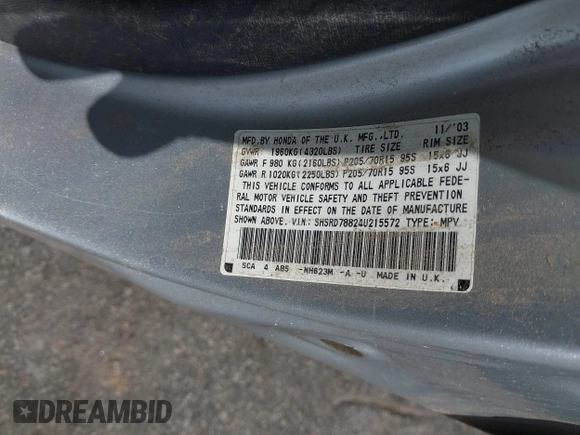 MFD. BY HONDA OF THE U.K. MFG., LTD. 11/'03
GVWR 1960KG(4320LBS) TIRE SIZE RIM SIZE
GAWR F 980 KG(2160LBS) P205/70R15 95S 15x6 JJ
GAWR R 1020KG(2250LBS) P205/70R15 95S 15x6 JJ
THIS VEHICLE CONFORMS TO ALL APPLICABLE FEDE-
RAL MOTOR VEHICLE SAFETY AND THEFT PREVENTION
STANDARDS IN EFFECT ON THE DATE OF MANUFACTURE
SHOWN ABOVE. V.I.N: SHSRD78824U215572 TYPE: MPV
SCA 4 ABS -NH623M -A -U MADE IN U.K.
DREAMBID